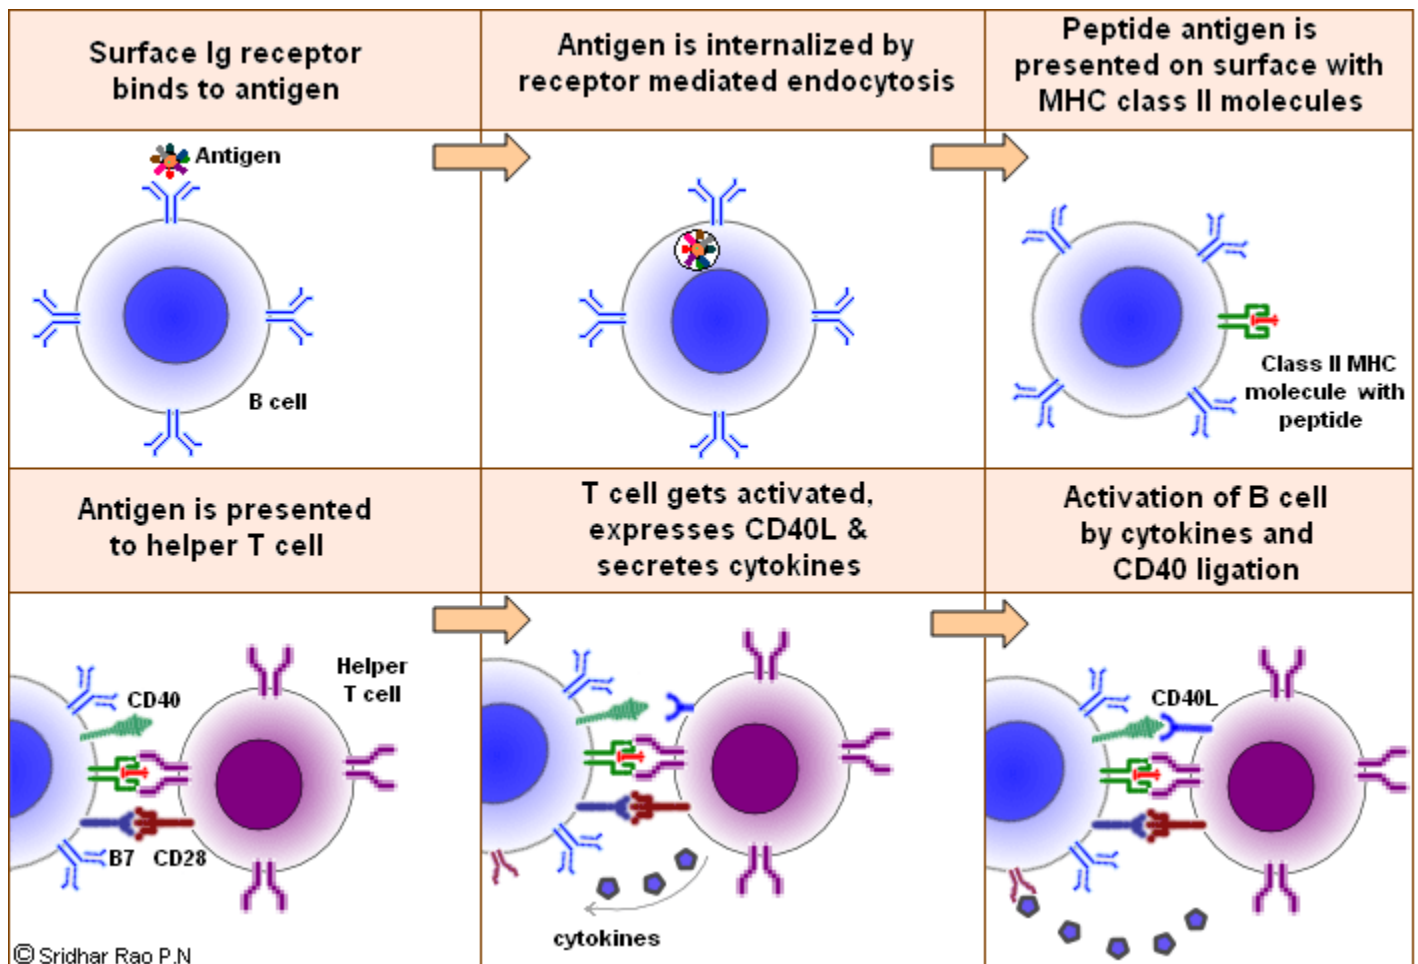 Surface Ig receptor
binds to antigen
Antigen is internalized by
receptor mediated endocytosis
Peptide antigen is
presented on surface with
MHC class II molecules
Antigen
B cell
Class II MHC
molecule with
peptide
Antigen is presented
to helper T cell
T cell gets activated,
expresses CD40L &
secretes cytokines
Activation of B cell
by cytokines and
CD40 ligation
Helper
T cell
CD40
B7 CD28
cytokines
CD40L
© Sridhar Rao P.N